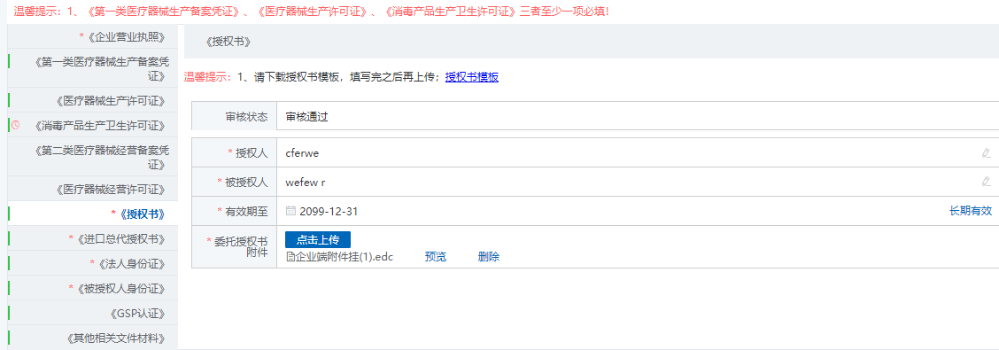 温馨提示：1、《第一类医疗器械生产备案凭证》、《医疗器械生产许可证》、《消毒产品生产卫生许可证》三者至少一项必填！
*《企业营业执照》
《第一类医疗器械生产备案凭
证》
《医疗器械生产许可证》
《消毒产品生产卫生许可证》
《第二类医疗器械经营备案凭
证》
《医疗器械经营许可证》
*《授权书》
*《进口总代授权书》
*《法人身份证》
*《被授权人身份证》
《GSP认证》
《其他相关文件材料》
《授权书》
温馨提示：1、请下载授权书模板，填写完之后再上传；授权书模板
审核状态 审核通过
* 授权人 cferwe
* 被授权人 wefew r
* 有效期至 2099-12-31 长期有效
* 委托授权书
附件
点击上传
企业端附件挂(1).edc 预览 删除